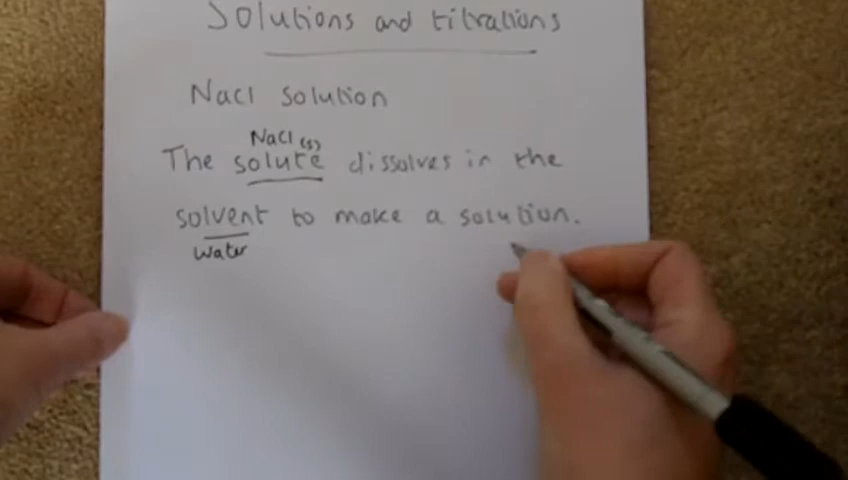 Solutions and titrations
Nacl solution
Nacl (s)
The solute dissolves in the
solvent to make a solution.
water